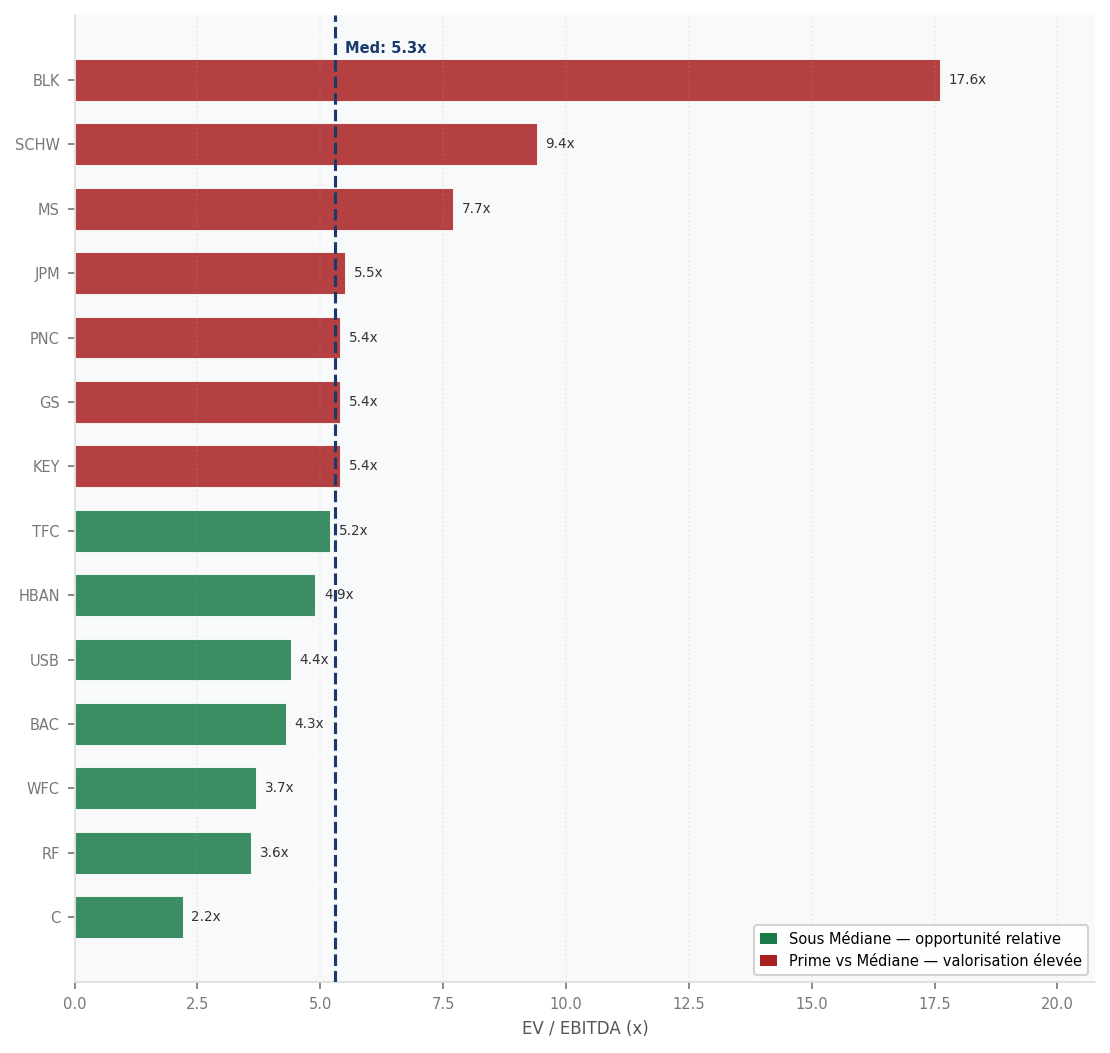 Med: 5.3x
BLK 17.6x
SCHW 9.4x
MS 7.7x
JPM 5.5x
PNC 5.4x
GS 5.4x
KEY 5.4x
TFC 5.2x
HBAN 4.9x
USB 4.4x
BAC 4.3x
WFC 3.7x
RF 3.6x
C 2.2x
Sous Médiane — opportunité relative
Prime vs Médiane — valorisation élevée
0.0 2.5 5.0 7.5 10.0 12.5 15.0 17.5 20.0
EV / EBITDA (x)